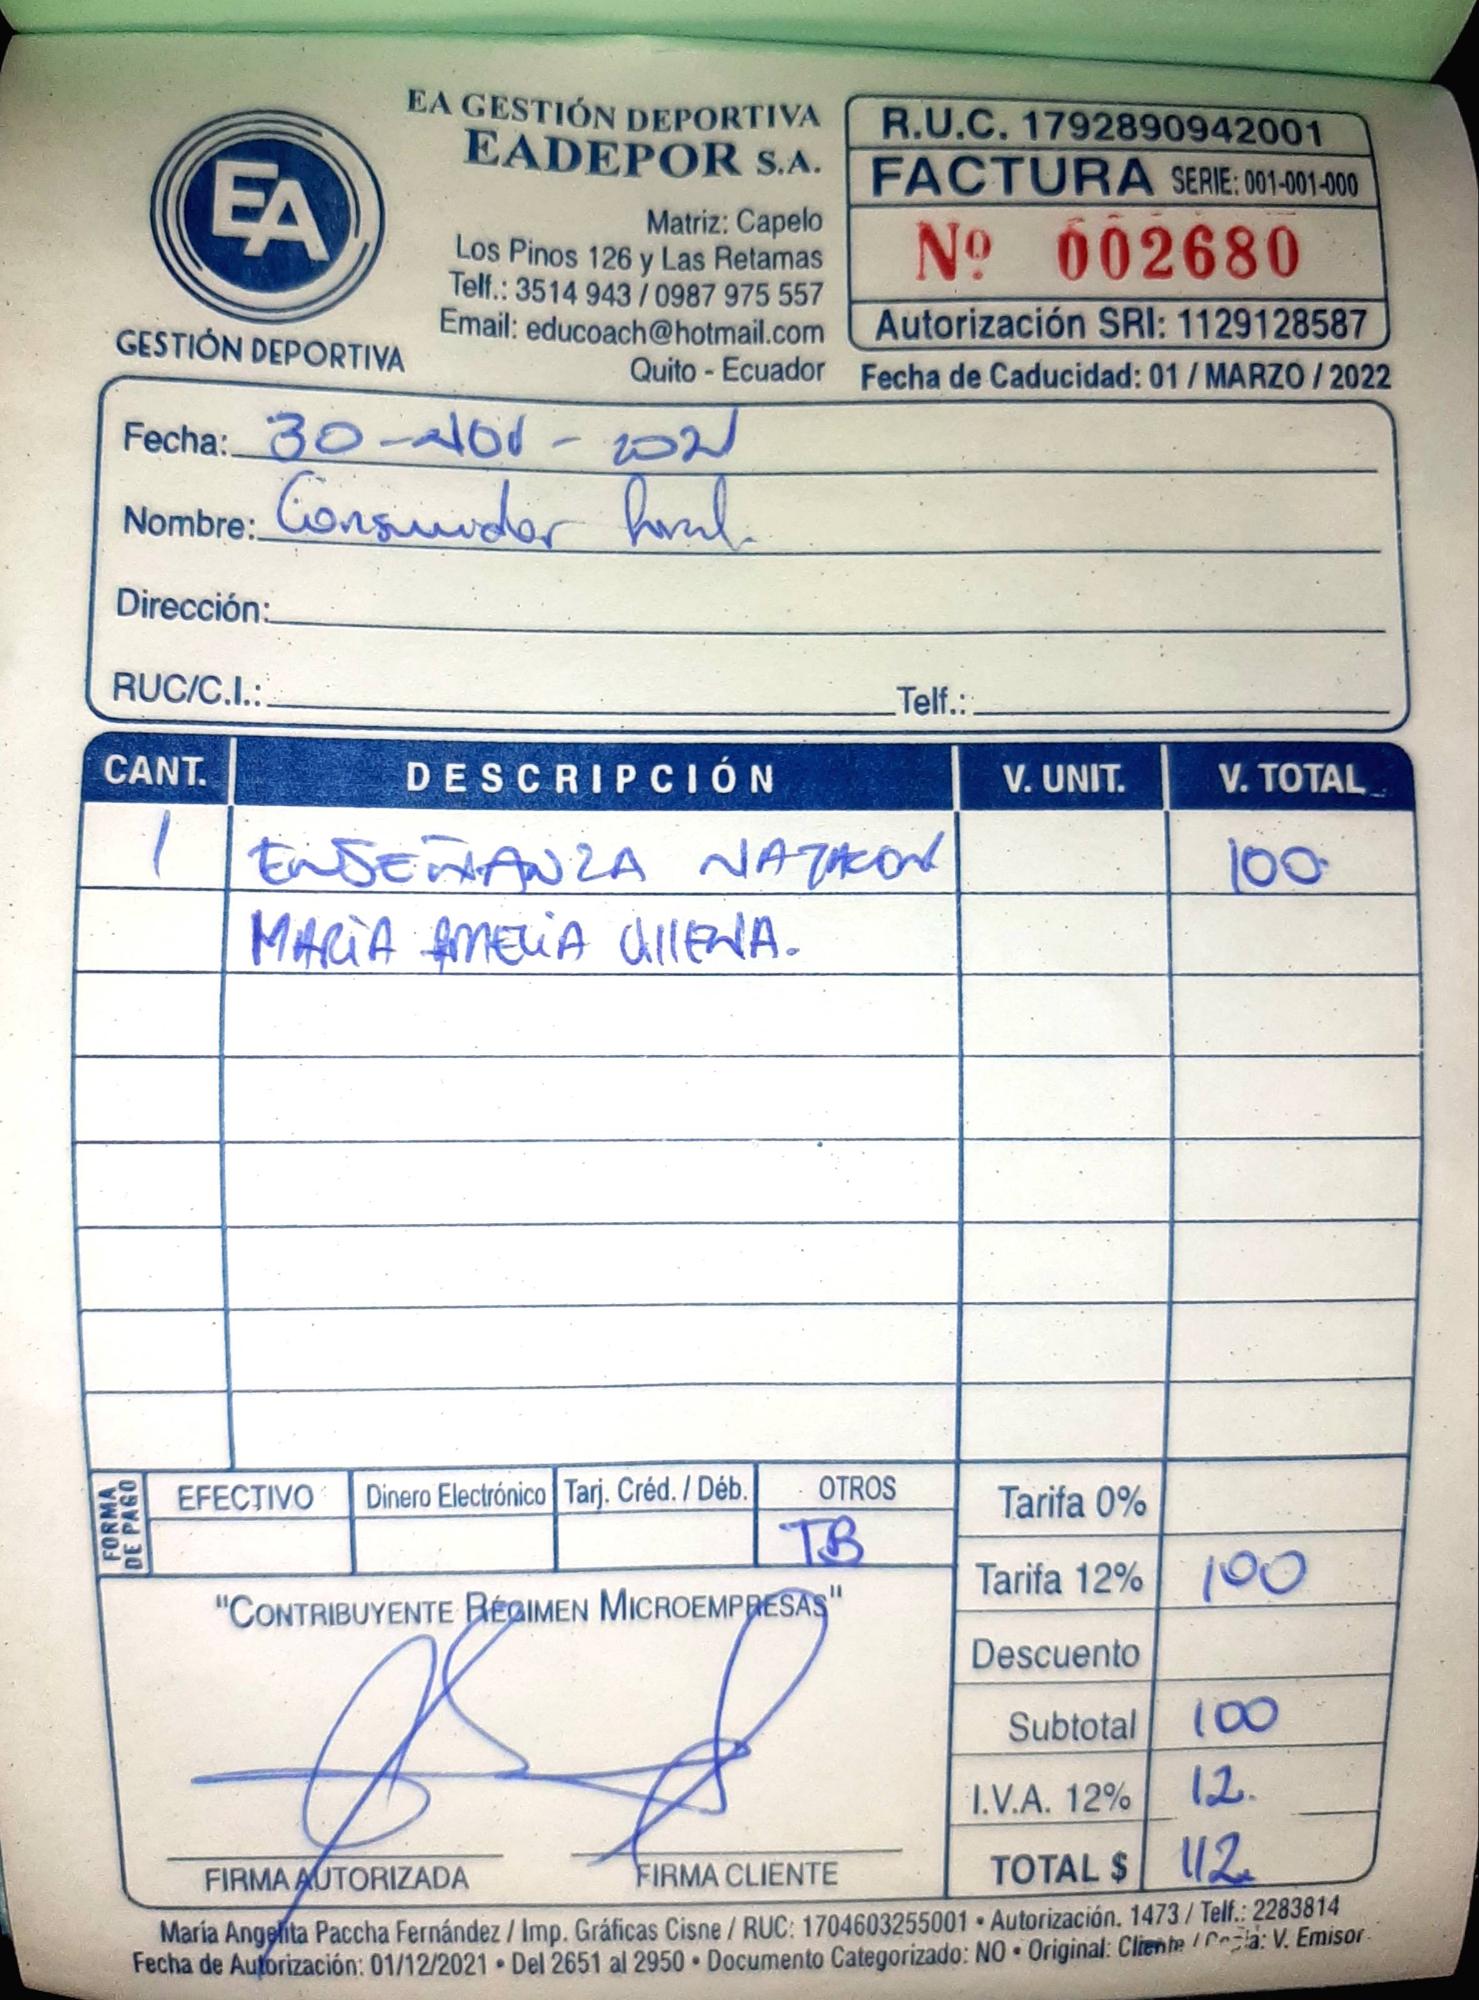 EA
GESTIÓN DEPORTIVA
EA GESTIÓN DEPORTIVA
EADEPOR S.A.
Matriz: Capelo
Los Pinos 126 y Las Retamas
Telf.: 3514 943 / 0987 975 557
Email: educoach@hotmail.com
Quito - Ecuador
R.U.C. 1792890942001
FACTURA SERIE: 001-001-000
Nº 002680
Autorización SRI: 1129128587
Fecha de Caducidad: 01 / MARZO / 2022
Fecha: 30-NOV-2021
Nombre: Consumidor final.
Dirección:
RUC/C.I.: Telf.:
CANT. DESCRIPCIÓN V. UNIT. V. TOTAL
1 ENSEÑANZA 100
MARÍA AMELIA
FORMA DE PAGO
EFECTIVO Dinero Electrónico Tarj. Créd. / Déb. OTROS
TB
Tarifa 0%
Tarifa 12% 100
Descuento
Subtotal 100
I.V.A. 12% 12.
TOTAL $ 112
"CONTRIBUYENTE RÉGIMEN MICROEMPRESAS"
FIRMA AUTORIZADA FIRMA CLIENTE
María Angelita Paccha Fernández / Imp. Gráficas Cisne / RUC: 1704603255001 • Autorización. 1473 / Telf.: 2283814
Fecha de Autorización: 01/12/2021 • Del 2651 al 2950 • Documento Categorizado: NO • Original: Cliente / Copia: V. Emisor